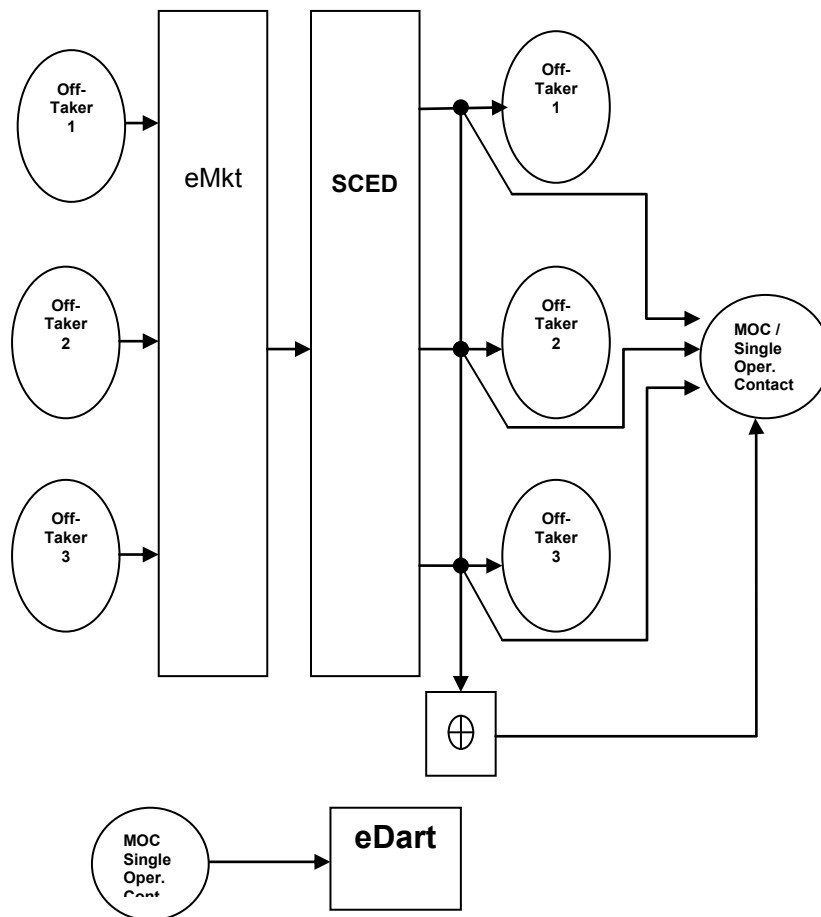 Off-
Taker
1
eMkt
SCED
Off-
Taker
1
Off-
Taker
2
Off-
Taker
2
MOC /
Single
Oper.
Contact
Off-
Taker
3
Off-
Taker
3
MOC
Single
Oper.
Cont
eDart